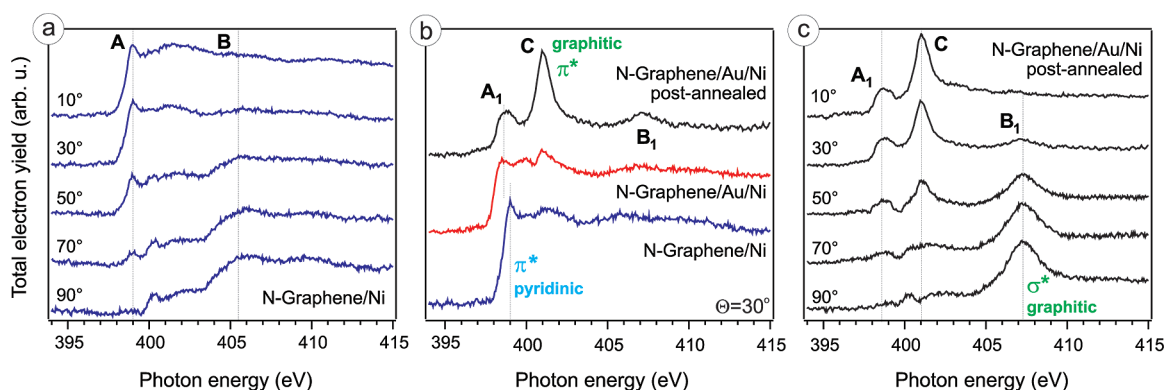 Total electron yield (arb. u.)
a
A
B
10°
30°
50°
70°
90°
N-Graphene/Ni
395 400 405 410 415
Photon energy (eV)
b
C
graphitic
π*
N-Graphene/Au/Ni
post-annealed
A1
B1
N-Graphene/Au/Ni
N-Graphene/Ni
π*
pyridinic
Θ=30°
395 400 405 410 415
Photon energy (eV)
c
C
N-Graphene/Au/Ni
post-annealed
A1
10°
B1
30°
50°
70°
σ*
graphitic
90°
395 400 405 410 415
Photon energy (eV)